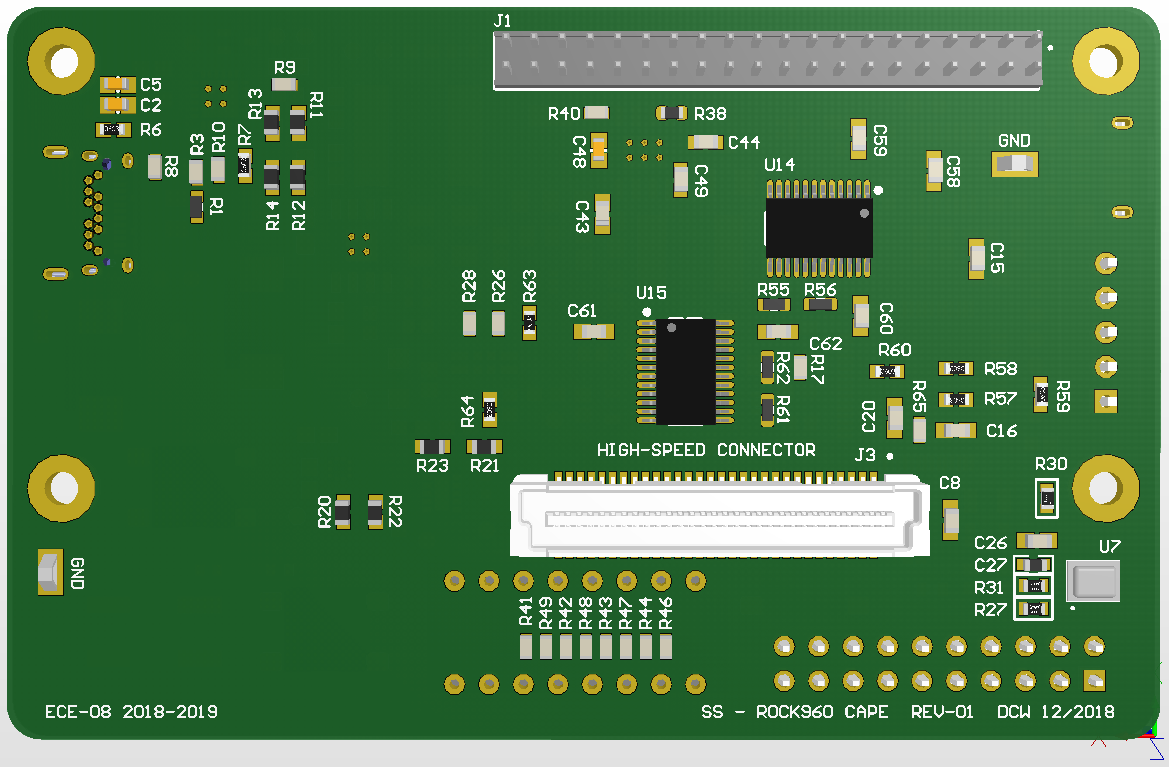 J1
C5
C2
R6
R9
R13
R11
R3
R10
R7
R8
R1
R14
R12
R40
R38
C48
C44
C49
C43
C59
U14
C58
GND
C15
R28
R26
R63
C61
U15
R55
R56
C60
C62
R62
R17
R60
R61
R58
R57
R59
R65
C20
C16
R64
R23
R21
HIGH-SPEED CONNECTOR
J3
R30
C8
R20
R22
GND
C26
C27
R31
R27
U7
R41
R49
R42
R48
R43
R47
R44
R46
ECE-08 2018-2019
SS - ROCK960 CAPE REV-01 DCW 12/2018